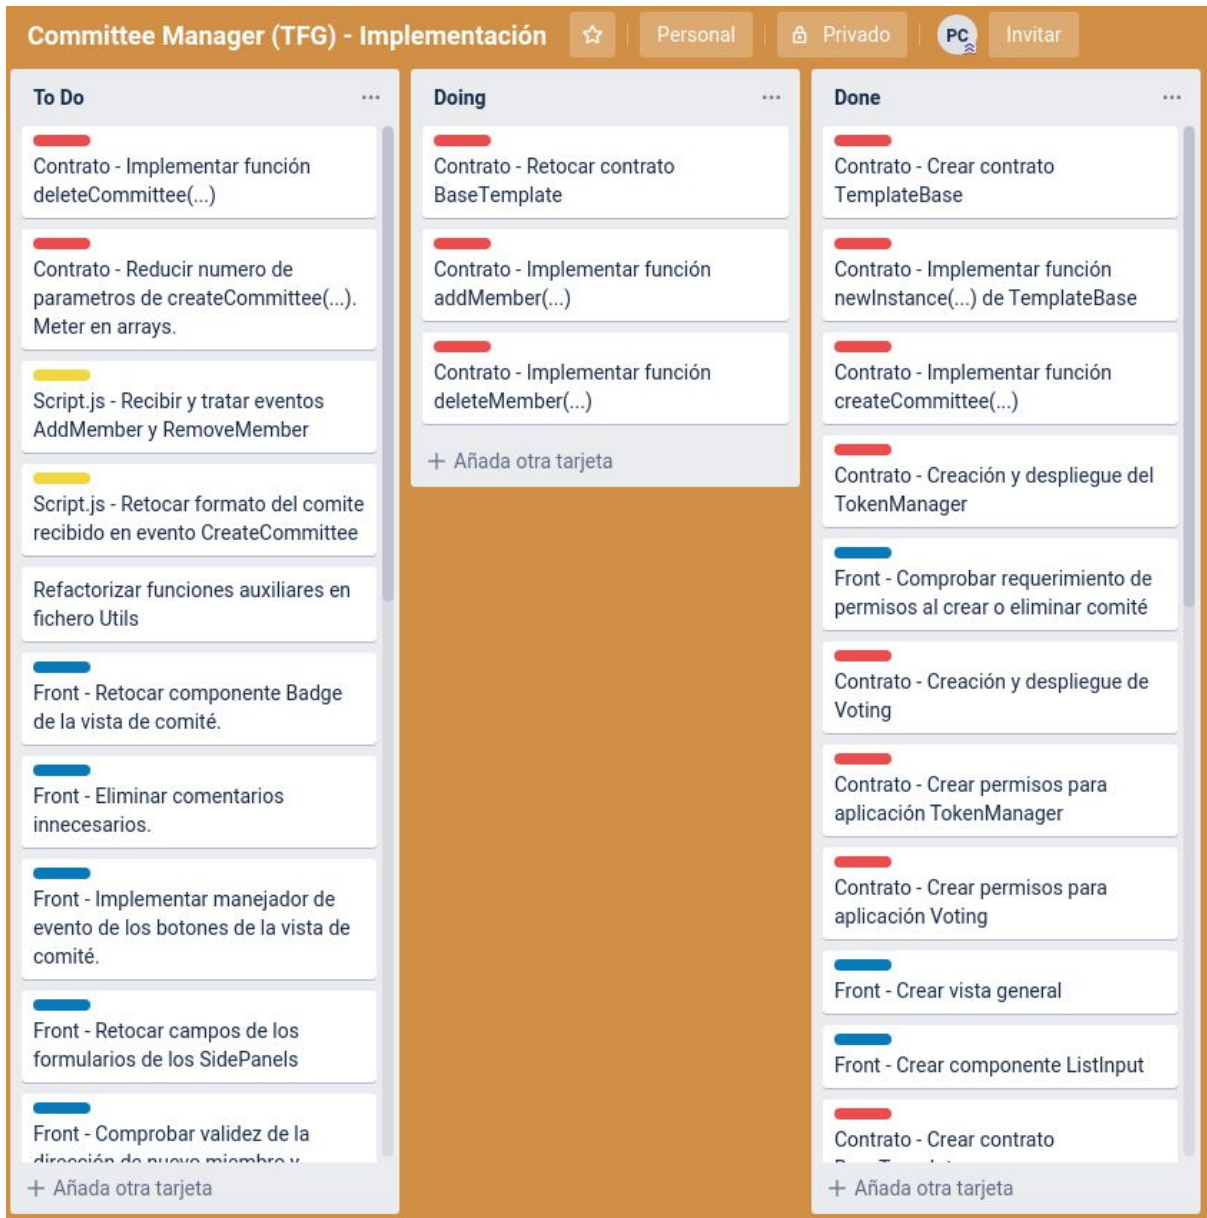 Committee Manager (TFG) - Implementación
Personal
Privado
PC
Invitar
To Do
Contrato - Implementar función
deleteCommittee(...)
Contrato - Reducir numero de
parametros de createCommittee(...).
Meter en arrays.
Script.js - Recibir y tratar eventos
AddMember y RemoveMember
Script.js - Retocar formato del comite
recibido en evento CreateCommittee
Refactorizar funciones auxiliares en
fichero Utils
Front - Retocar componente Badge
de la vista de comité.
Front - Eliminar comentarios
innecesarios.
Front - Implementar manejador de
evento de los botones de la vista de
comité.
Front - Retocar campos de los
formularios de los SidePanels
Front - Comprobar validez de la
dirección de nuevo miembro y
+ Añada otra tarjeta
Doing
Contrato - Retocar contrato
BaseTemplate
Contrato - Implementar función
addMember(...)
Contrato - Implementar función
deleteMember(...)
+ Añada otra tarjeta
Done
Contrato - Crear contrato
TemplateBase
Contrato - Implementar función
newInstance(...) de TemplateBase
Contrato - Implementar función
createCommittee(...)
Contrato - Creación y despliegue del
TokenManager
Front - Comprobar requerimiento de
permisos al crear o eliminar comité
Contrato - Creación y despliegue de
Voting
Contrato - Crear permisos para
aplicación TokenManager
Contrato - Crear permisos para
aplicación Voting
Front - Crear vista general
Front - Crear componente ListInput
Contrato - Crear contrato
+ Añada otra tarjeta